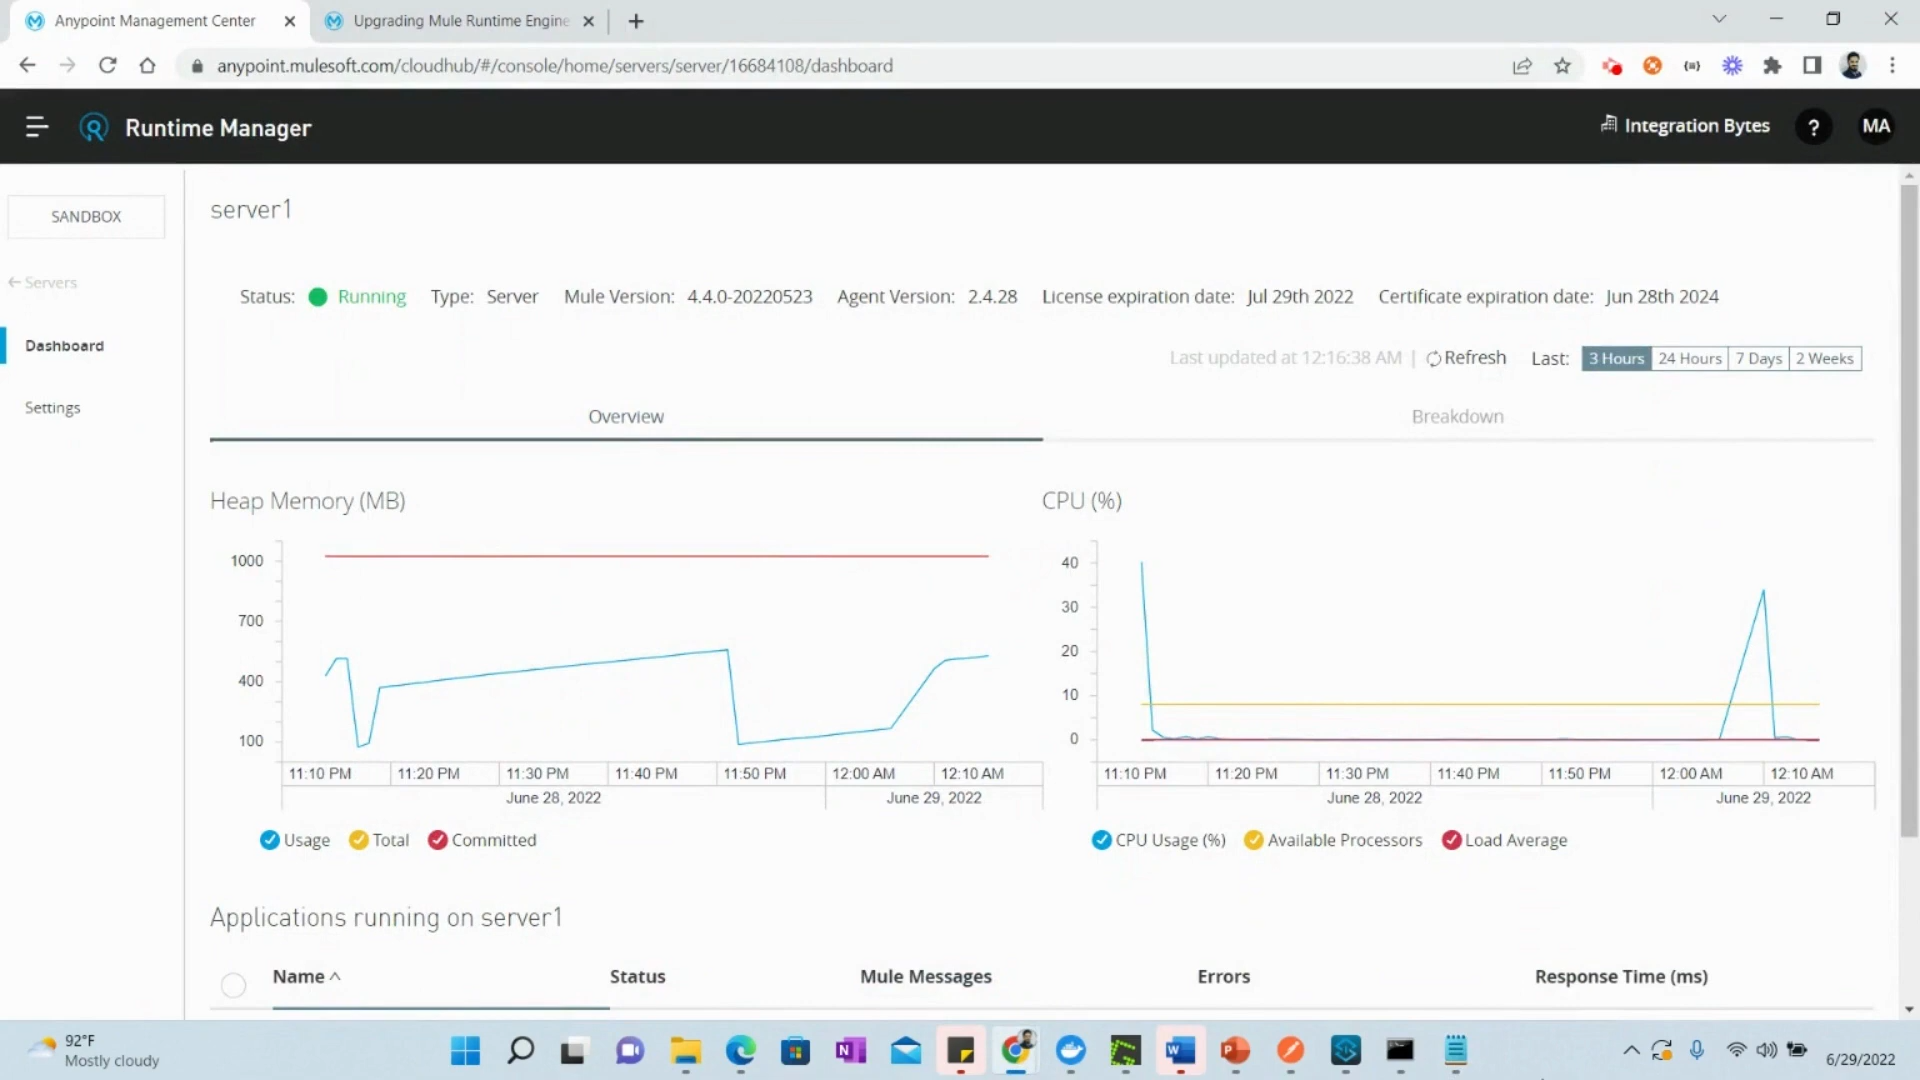 Anypoint Management Center
Upgrading Mule Runtime Engine
anypoint.mulesoft.com/cloudhub/#/console/home/servers/server/16684108/dashboard
Runtime Manager
Integration Bytes
?
MA
SANDBOX
server1
Servers
Status: Running Type: Server Mule Version: 4.4.0-20220523 Agent Version: 2.4.28 License expiration date: Jul 29th 2022 Certificate expiration date: Jun 28th 2024
Dashboard
Last updated at 12:16:38 AM | Refresh Last: 3 Hours 24 Hours 7 Days 2 Weeks
Settings
Overview
Breakdown
Heap Memory (MB)
1000
700
400
100
11:10 PM 11:20 PM 11:30 PM 11:40 PM 11:50 PM 12:00 AM 12:10 AM
June 28, 2022 June 29, 2022
Usage Total Committed
CPU (%)
40
30
20
10
0
11:10 PM 11:20 PM 11:30 PM 11:40 PM 11:50 PM 12:00 AM 12:10 AM
June 28, 2022 June 29, 2022
CPU Usage (%) Available Processors Load Average
Applications running on server1
Name Status Mule Messages Errors Response Time (ms)
92°F
Mostly cloudy
6/29/2022